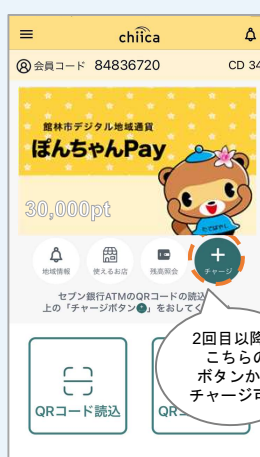 chiica
会員コード 84836720 CD 34
館林市デジタル地域通貨
ぽんちゃんPay
30,000pt
地域情報 使えるお店 残高照会 チャージ
セブン銀行ATMのQRコードの読込
上の「チャージボタン」をおしてく
2回目以降
こちらの
ボタンか
チャージ可
QRコード読込 QR